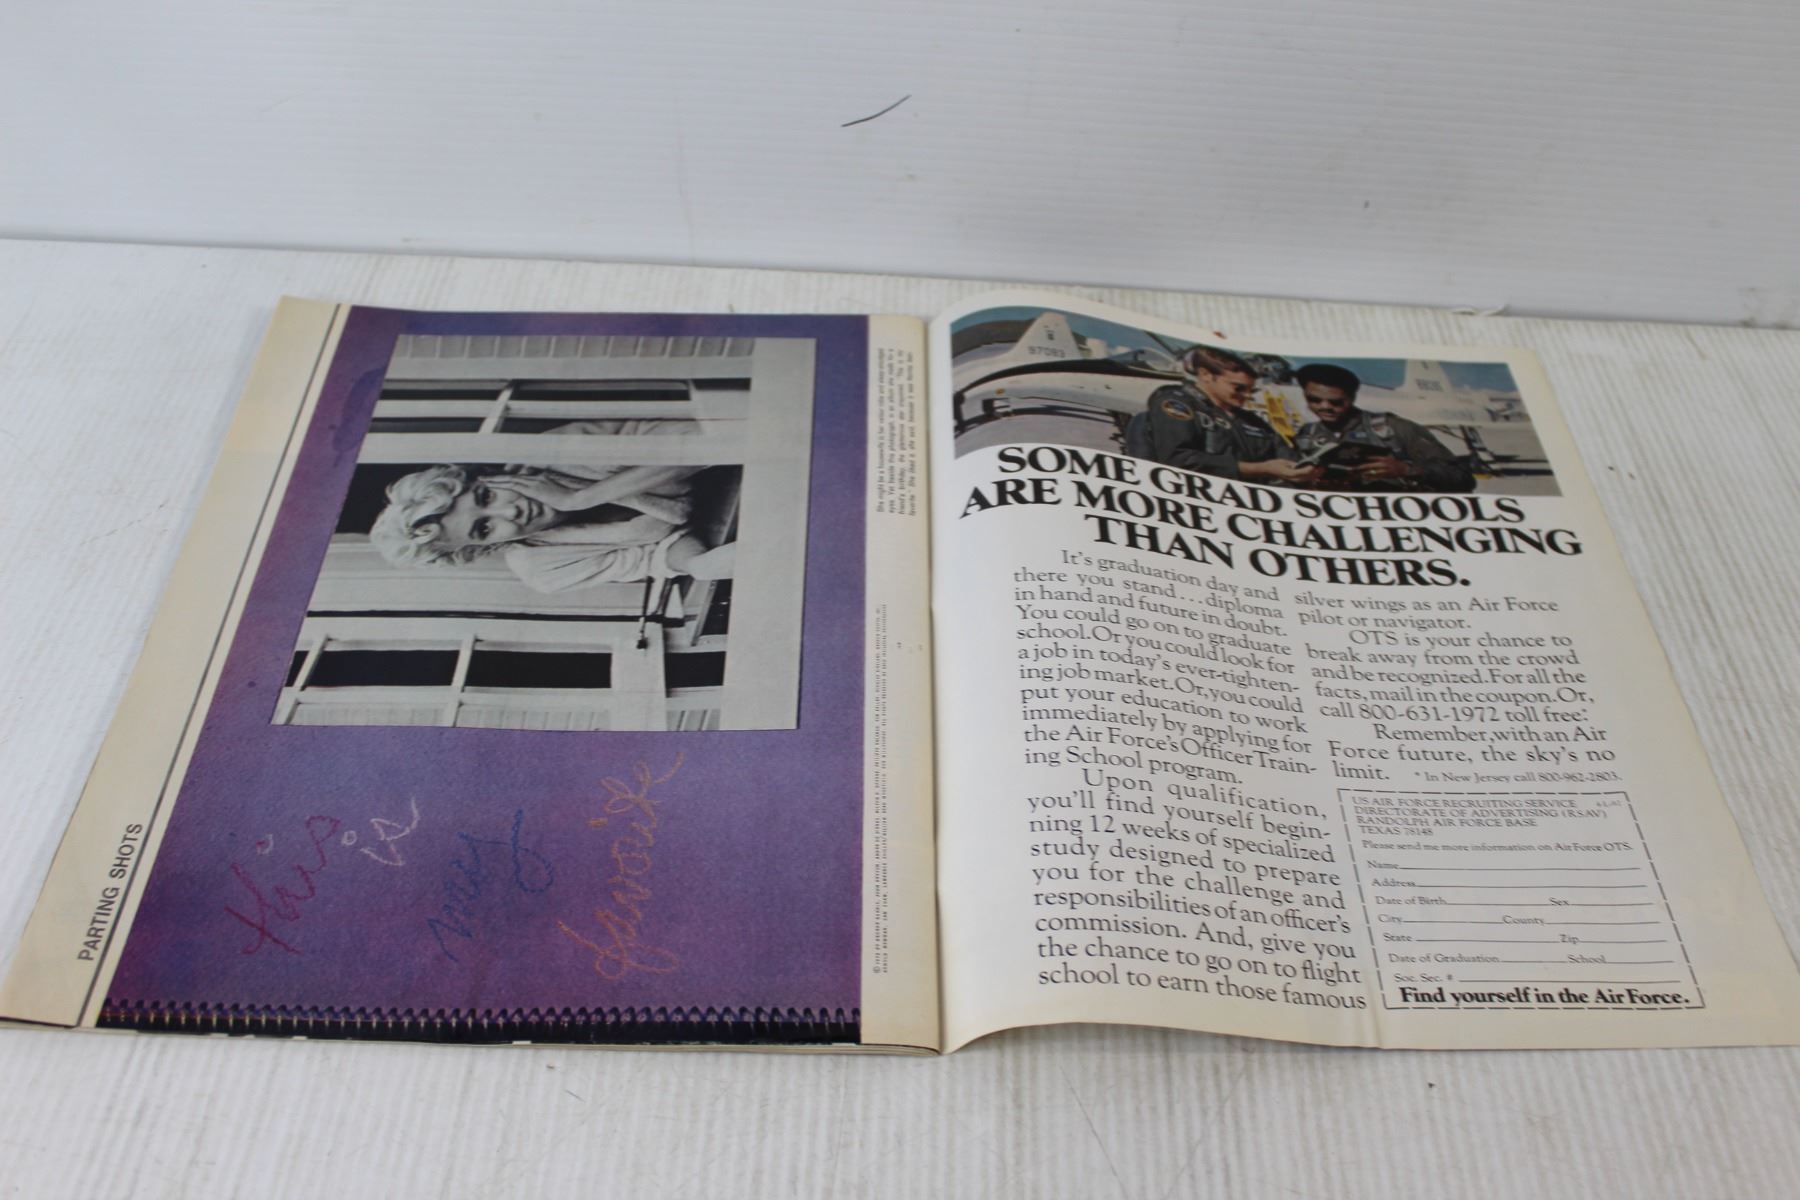 PARTING SHOTS
This
is
my
favorite
97093
SOME GRAD SCHOOLS
ARE MORE CHALLENGING
THAN OTHERS.
It's graduation day and
there you stand...diploma
in hand and future in doubt.
You could go on to graduate
school. Or you could look for
a job in today's ever-tighten-
ing job market. Or, you could
put your education to work
immediately by applying for
the Air Force's Officer Train-
ing School program.
Upon qualification,
you'll find yourself begin-
ning 12 weeks of specialized
study designed to prepare
you for the challenge and
responsibilities of an officer's
commission. And, give you
the chance to go on to flight
school to earn those famous
silver wings as an Air Force
pilot or navigator.
OTS is your chance to
break away from the crowd
and be recognized. For all the
facts, mail in the coupon. Or,
call 800-631-1972 toll free.*
Remember, with an Air
Force future, the sky's no
limit.
* In New Jersey call 800-962-2803.
US AIR FORCE RECRUITING SERVICE
DIRECTORATE OF ADVERTISING (RSAV)
RANDOLPH AIR FORCE BASE
TEXAS 78148
Please send me more information on Air Force OTS.
Name
Address
Date of Birth Sex
City County
State Zip
Date of Graduation School
Soc. Sec. #
Find yourself in the Air Force.